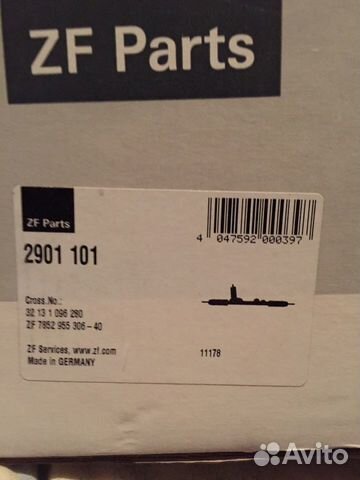 ZF Parts
ZF Parts
4 047592 000397
2901 101
Cross.No.:
32 13 1 096 280
ZF 7852 955 306-40
ZF Services, www.zf.com
Made in GERMANY
11178
Avito